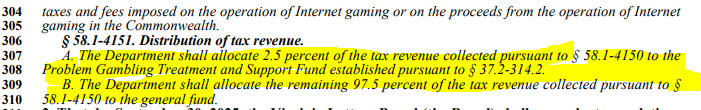 304 taxes and fees imposed on the operation of Internet gaming or on the proceeds from the operation of Internet
305 gaming in the Commonwealth.
306 § 58.1-4151. Distribution of tax revenue.
307 A. The Department shall allocate 2.5 percent of the tax revenue collected pursuant to § 58.1-4150 to the
308 Problem Gambling Treatment and Support Fund established pursuant to § 37.2-314.2.
309 B. The Department shall allocate the remaining 97.5 percent of the tax revenue collected pursuant to §
310 58.1-4150 to the general fund.